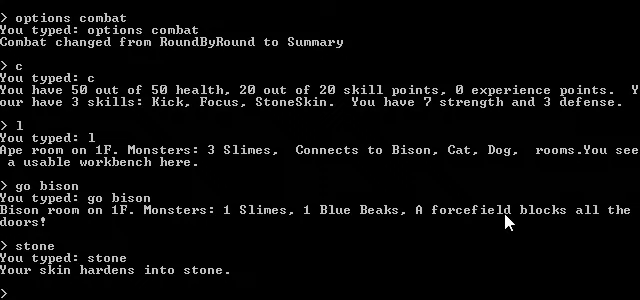 > options combat
You typed: options combat
Combat changed from RoundByRound to Summary
> c
You typed: c
You have 50 out of 50 health, 20 out of 20 skill points, 0 experience points.  Y
our have 3 skills: Kick, Focus, StoneSkin.  You have 7 strength and 3 defense.
> l
You typed: l
Ape room on 1F. Monsters: 3 Slimes,  Connects to Bison, Cat, Dog,  rooms.You see
 a usable workbench here.
> go bison
You typed: go bison
Bison room on 1F. Monsters: 1 Slimes, 1 Blue Beaks, A forcefield blocks all the
doors!
> stone
You typed: stone
Your skin hardens into stone.
>